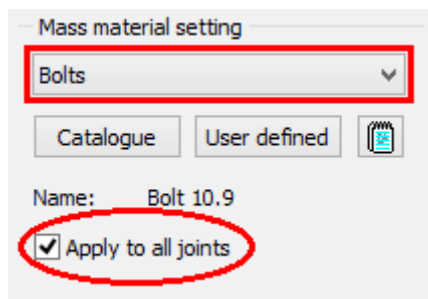 Mass material setting
Bolts
Catalogue User defined
Name: Bolt 10.9
Apply to all joints